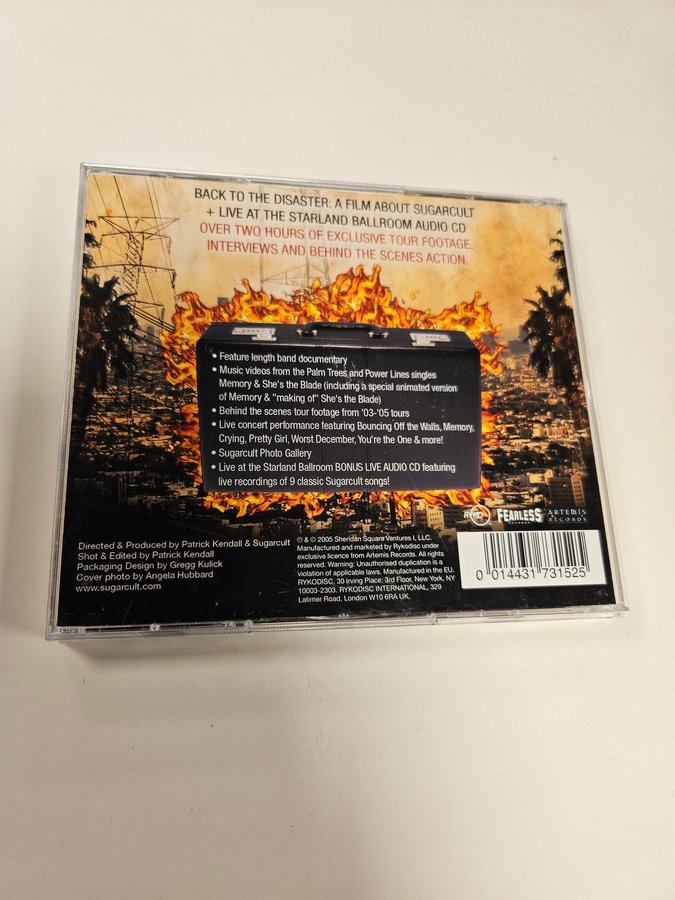 BACK TO THE DISASTER: A FILM ABOUT SUGARCULT
+ LIVE AT THE STARLAND BALLROOM AUDIO CD
OVER TWO HOURS OF EXCLUSIVE TOUR FOOTAGE,
INTERVIEWS AND BEHIND THE SCENES ACTION.
• Feature length band documentary
• Music videos from the Palm Trees and Power Lines singles
Memory & She's the Blade (including a special animated version
of Memory & "making of" She's the Blade)
• Behind the scenes tour footage from '03-'05 tours
• Live concert performance featuring Bouncing Off the Walls, Memory,
Crying, Pretty Girl, Worst December, You're the One & more!
• Sugarcult Photo Gallery
• Live at the Starland Ballroom BONUS LIVE AUDIO CD featuring
live recordings of 9 classic Sugarcult songs!
Directed & Produced by Patrick Kendall & Sugarcult
Shot & Edited by Patrick Kendall
Packaging Design by Gregg Kulick
Cover photo by Angela Hubbard
www.sugarcult.com
℗ & © 2005 Sheridan Square Ventures I, LLC.
Manufactured and marketed by Rykodisc under
exclusive licence from Artemis Records. All rights
reserved. Warning: Unauthorised duplication is a
violation of applicable laws. Manufactured in the EU.
RYKODISC, 30 Irving Place, 3rd Floor, New York, NY
10003-2303. RYKODISC INTERNATIONAL, 329
Latimer Road, London W10 6RA UK.
RYKO
FEARLESS
RECORDS
ARTEMIS
RECORDS
0 014431 731525